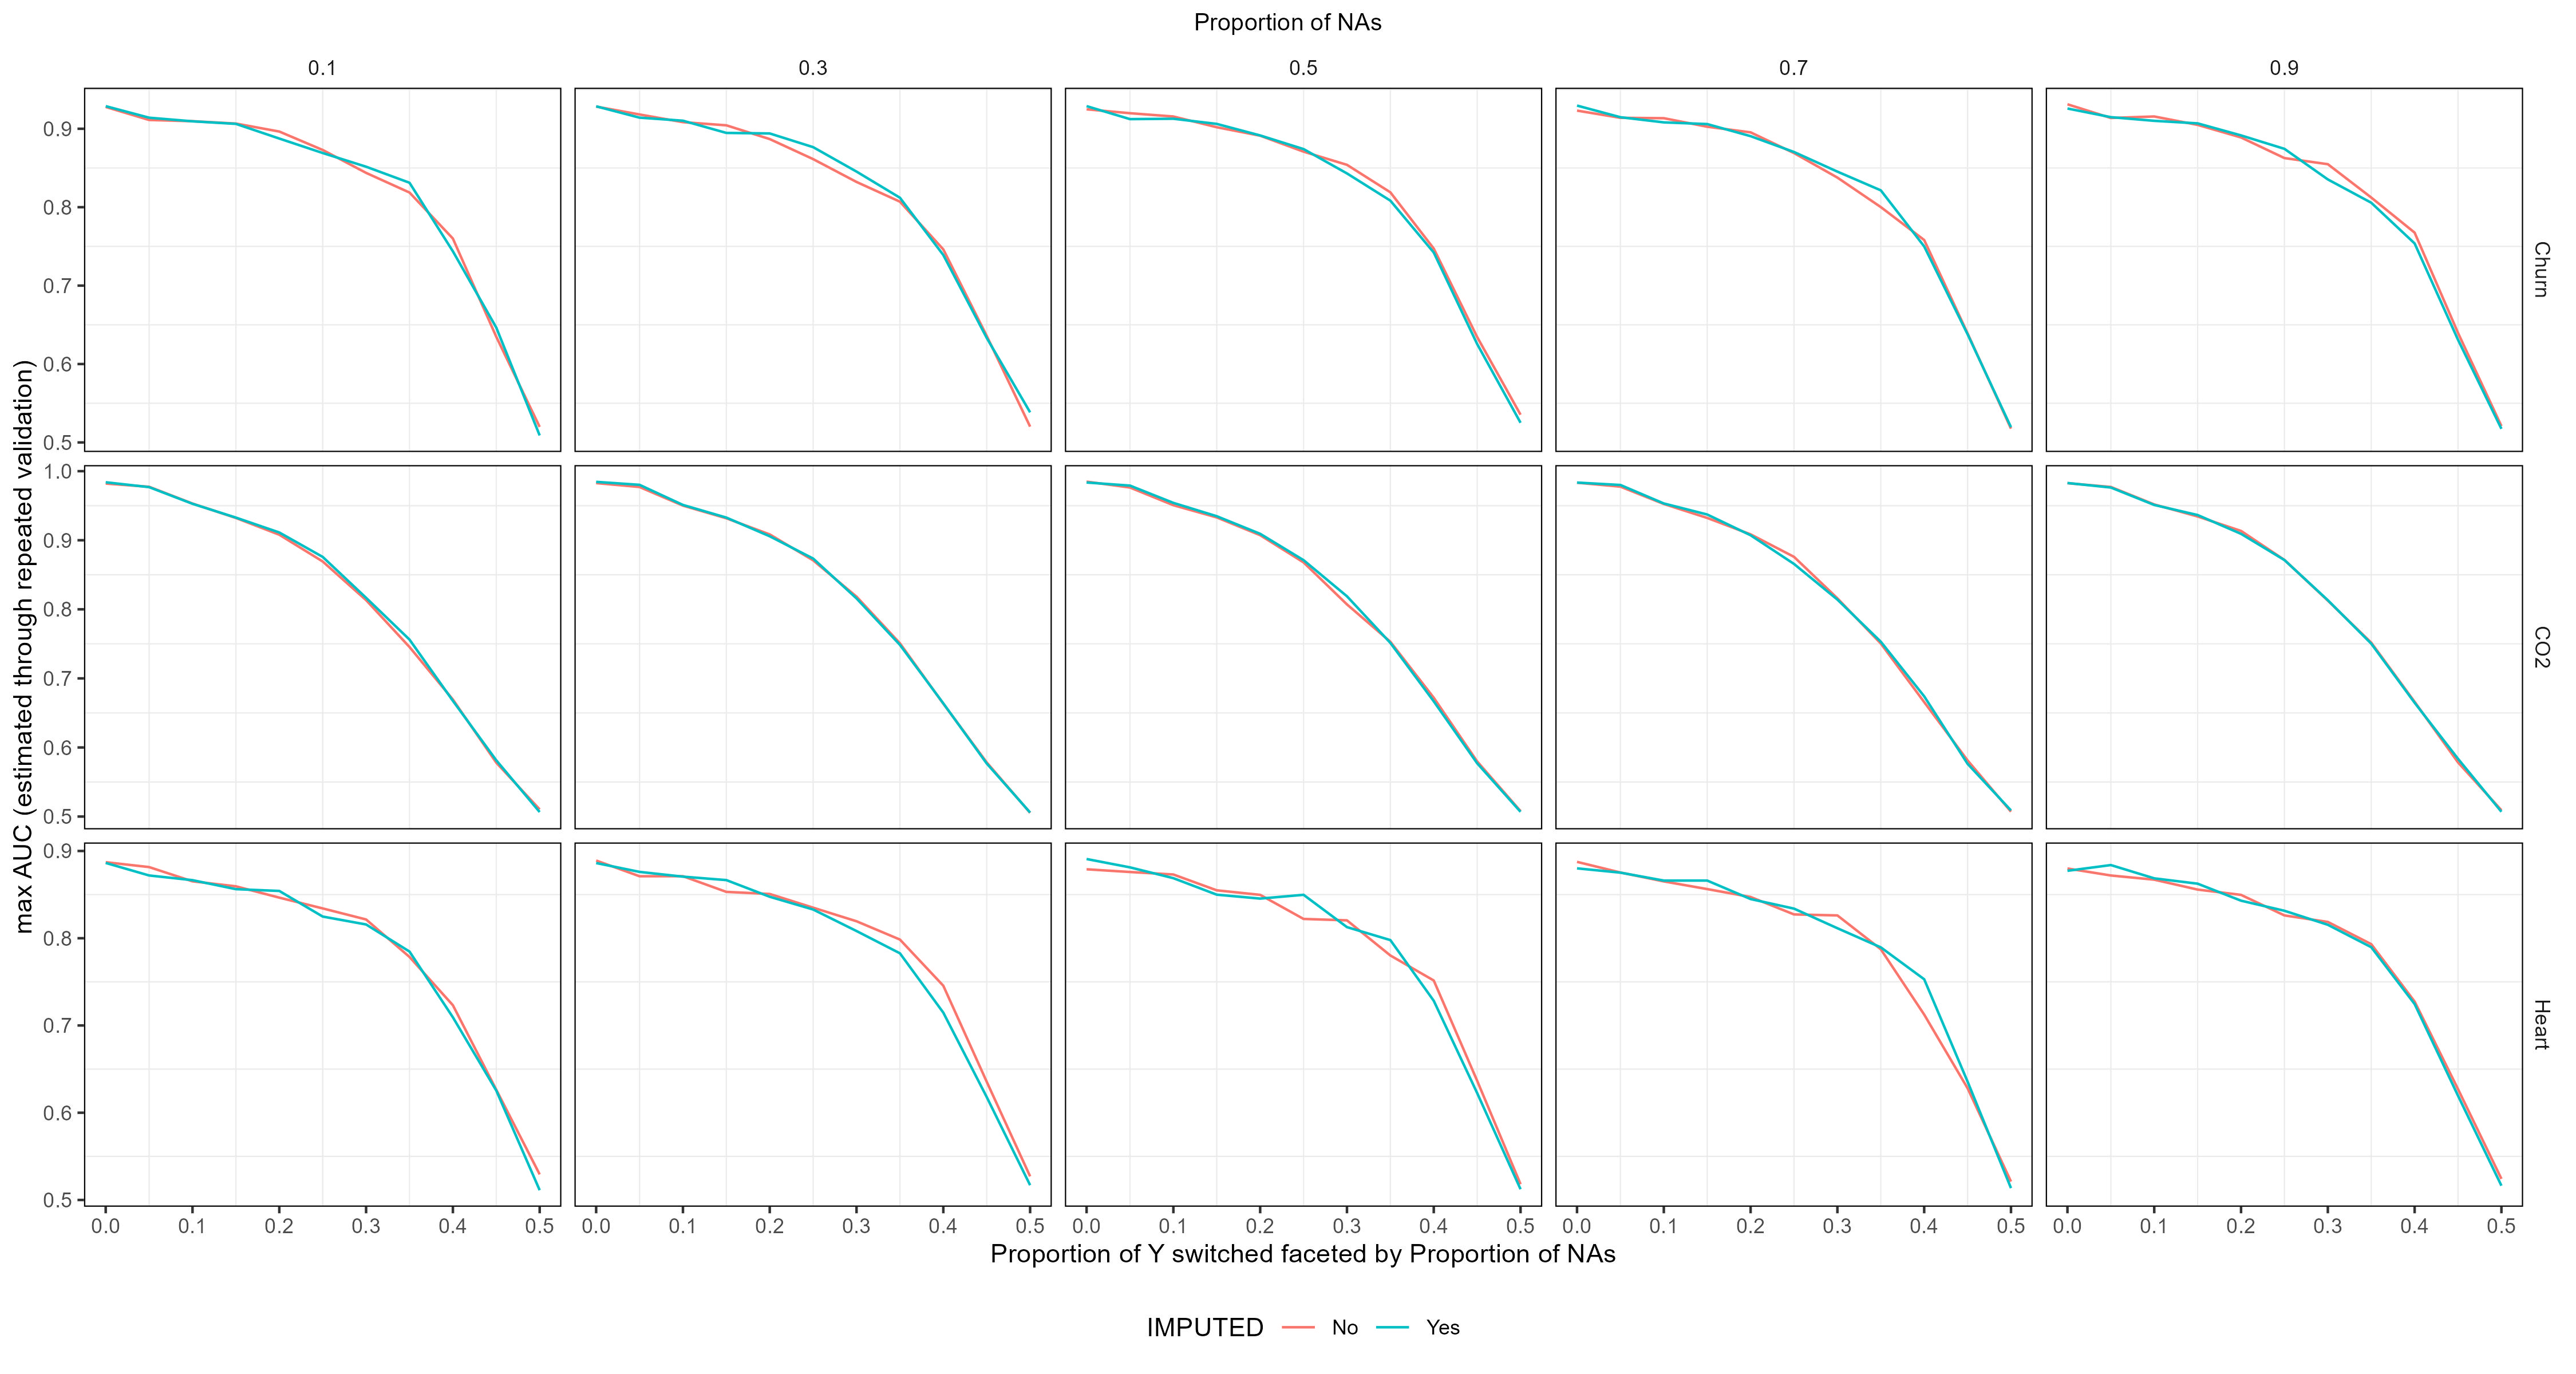 Proportion of NAs
0.1 0.3 0.5 0.7 0.9
max AUC (estimated through repeated validation)
0.9
0.8
0.7
0.6
0.5
Churn
1.0
0.9
0.8
0.7
0.6
0.5
CO2
0.9
0.8
0.7
0.6
0.5
Heart
0.0 0.1 0.2 0.3 0.4 0.5 0.0 0.1 0.2 0.3 0.4 0.5 0.0 0.1 0.2 0.3 0.4 0.5 0.0 0.1 0.2 0.3 0.4 0.5 0.0 0.1 0.2 0.3 0.4 0.5
Proportion of Y switched faceted by Proportion of NAs
IMPUTED No Yes